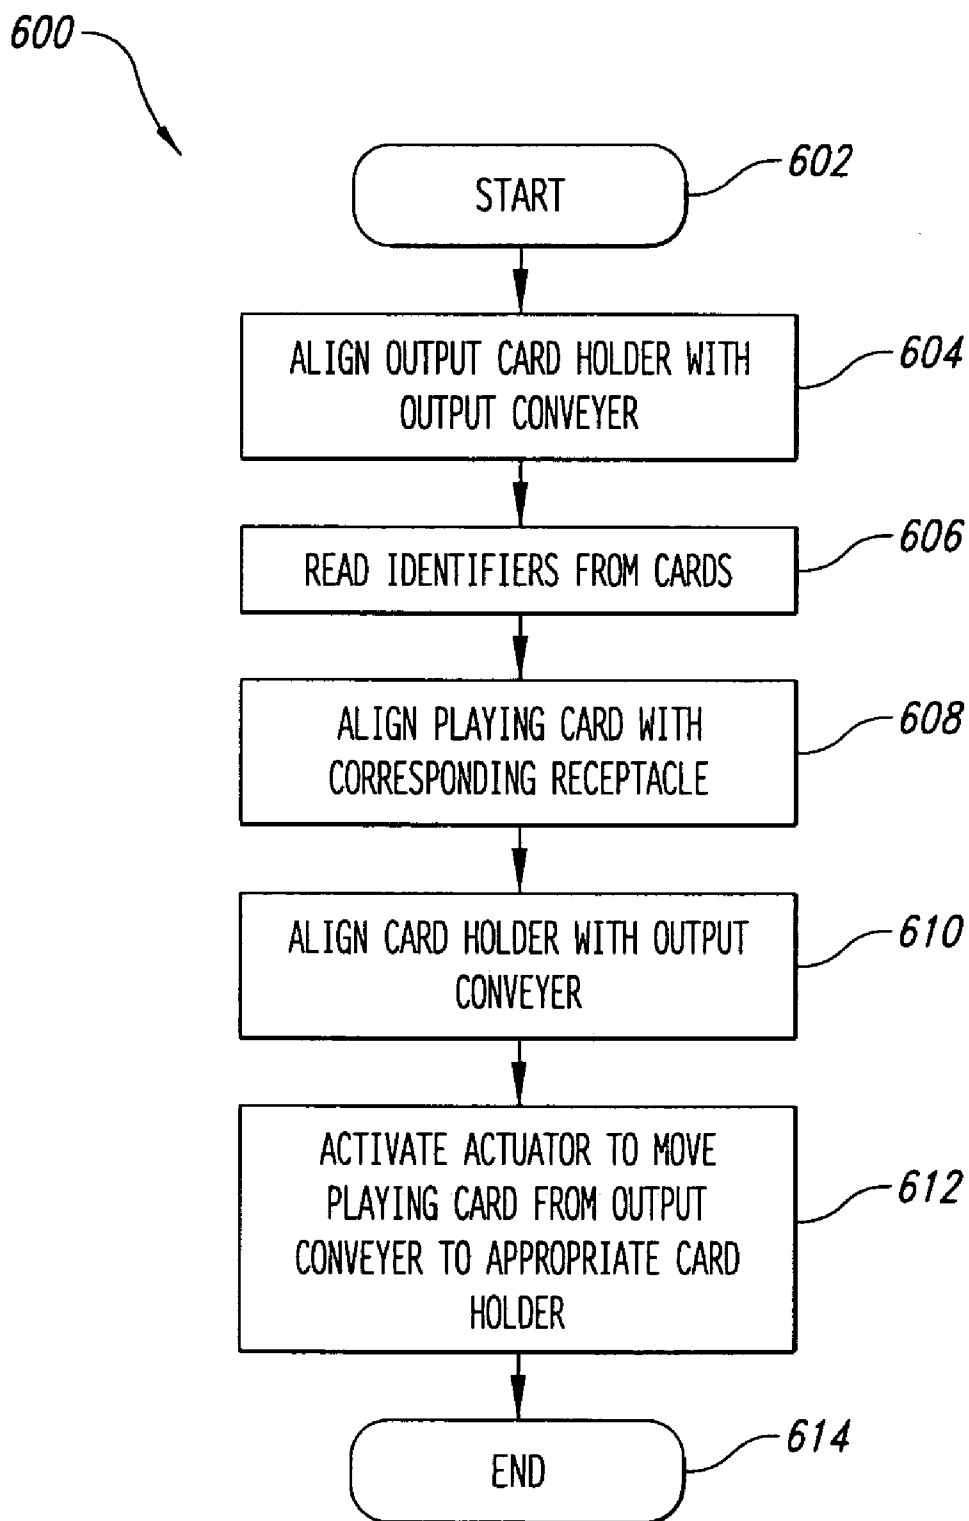 600
START
602
ALIGN OUTPUT CARD HOLDER WITH
OUTPUT CONVEYER
604
READ IDENTIFIERS FROM CARDS
606
ALIGN PLAYING CARD WITH
CORRESPONDING RECEPTACLE
608
ALIGN CARD HOLDER WITH OUTPUT
CONVEYER
610
ACTIVATE ACTUATOR TO MOVE
PLAYING CARD FROM OUTPUT
CONVEYER TO APPROPRIATE CARD
HOLDER
612
END
614